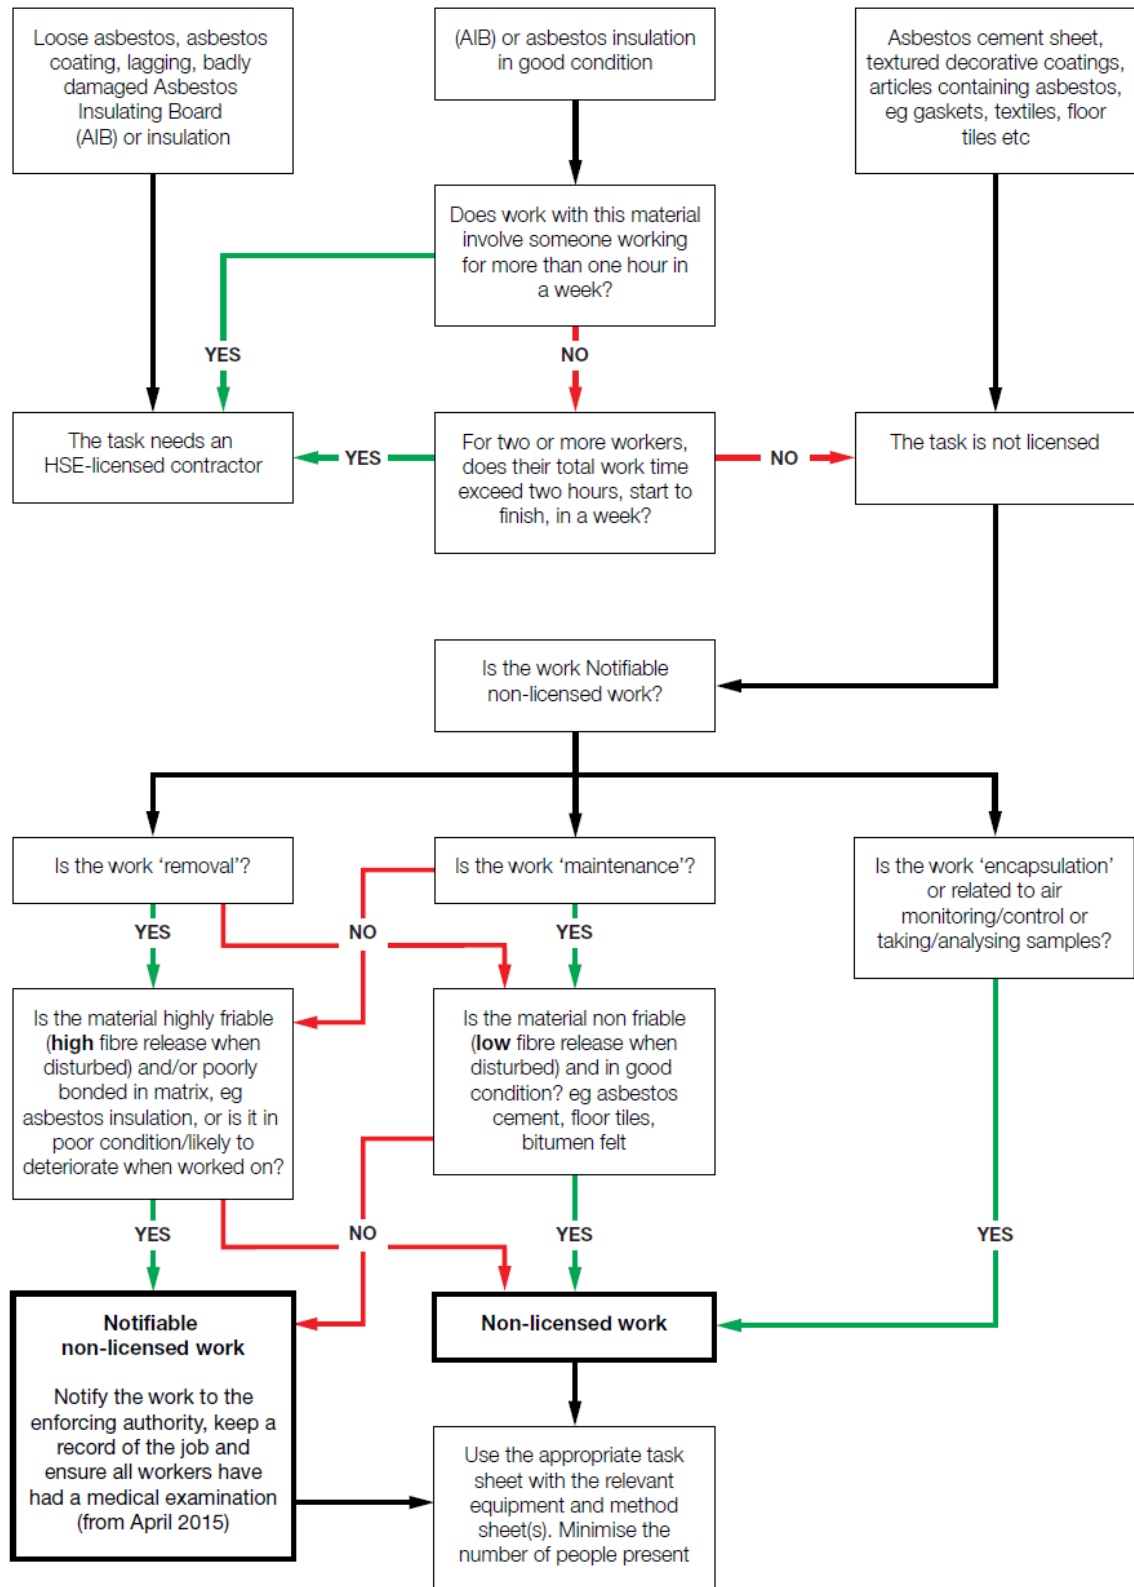 Loose asbestos, asbestos
coating, lagging, badly
damaged Asbestos
Insulating Board
(AIB) or insulation
(AIB) or asbestos insulation
in good condition
Asbestos cement sheet,
textured decorative coatings,
articles containing asbestos,
eg gaskets, textiles, floor
tiles etc
Does work with this material
involve someone working
for more than one hour in
a week?
YES
NO
The task needs an
HSE-licensed contractor
YES
For two or more workers,
does their total work time
exceed two hours, start to
finish, in a week?
NO
The task is not licensed
Is the work Notifiable
non-licensed work?
Is the work ‘removal’?
Is the work ‘maintenance’?
Is the work ‘encapsulation’
or related to air
monitoring/control or
taking/analysing samples?
YES
NO
YES
Is the material highly friable
(high fibre release when
disturbed) and/or poorly
bonded in matrix, eg
asbestos insulation, or is it in
poor condition/likely to
deteriorate when worked on?
Is the material non friable
(low fibre release when
disturbed) and in good
condition? eg asbestos
cement, floor tiles,
bitumen felt
YES
NO
YES
YES
Notifiable
non-licensed work
Notify the work to the
enforcing authority, keep a
record of the job and
ensure all workers have
had a medical examination
(from April 2015)
Non-licensed work
Use the appropriate task
sheet with the relevant
equipment and method
sheet(s). Minimise the
number of people present